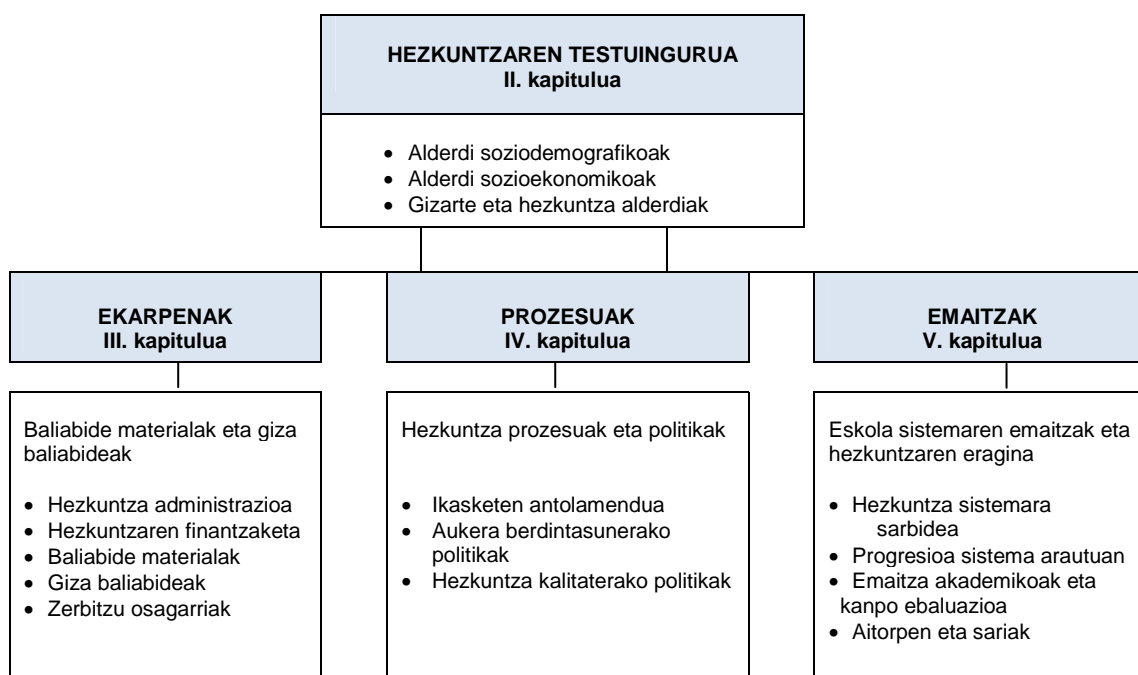 HEZKUNTZAREN TESTUINGURUA
II. kapitulua
• Alderdi soziodemografikoak
• Alderdi sozioekonomikoak
• Gizarte eta hezkuntza alderdiak
EKARPENAK
III. kapitulua
PROZESUAK
IV. kapitulua
EMAITZAK
V. kapitulua
Baliabide materialak eta giza
baliabideak
• Hezkuntza administrazioa
• Hezkuntzaren finantzaketa
• Baliabide materialak
• Giza baliabideak
• Zerbitzu osagarriak
Hezkuntza prozesuak eta politikak
• Ikasketen antolamendua
• Aukera berdintasunerako
politikak
• Hezkuntza kalitaterako politikak
Eskola sistemaren emaitzak eta
hezkuntzaren eragina
• Hezkuntza sistemara
sarbidea
• Progresioa sistema arautuan
• Emaitza akademikoak eta
kanpo ebaluazioa
• Aitorpen eta sariak